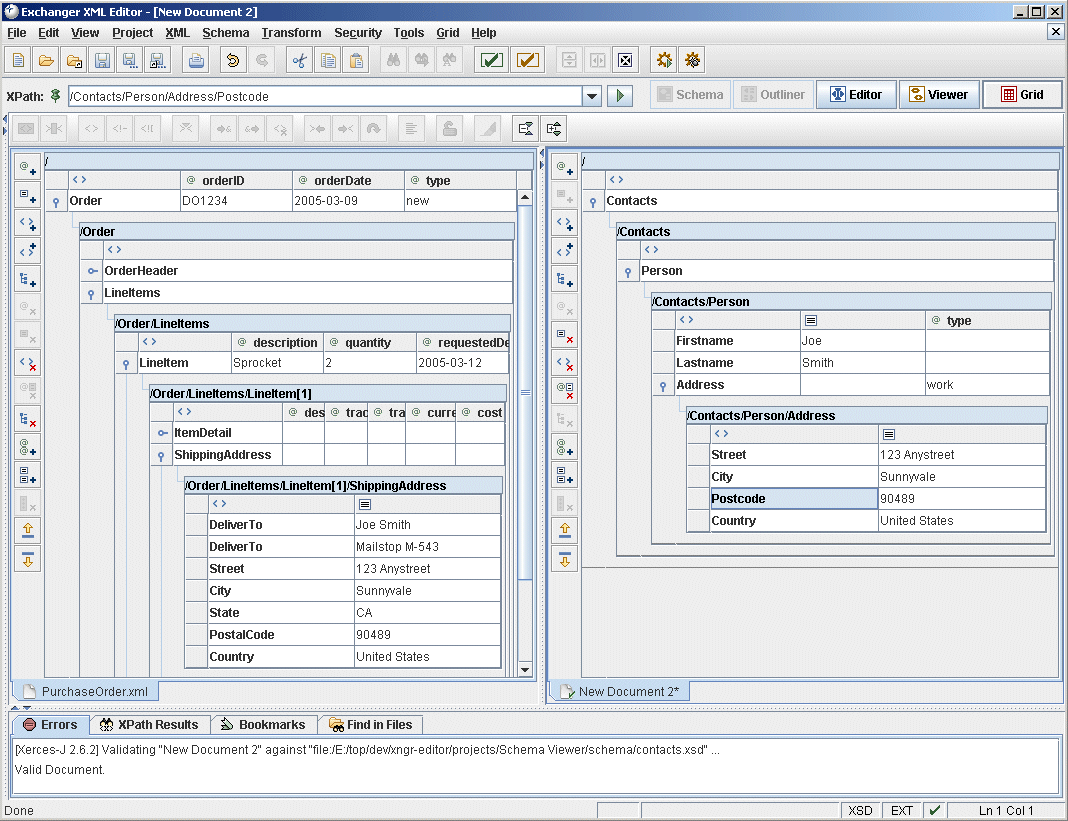 Exchanger XML Editor - [New Document 2]
File Edit View Project XML Schema Transform Security Tools Grid Help
XPath: /Contacts/Person/Address/Postcode Schema Outliner Editor Viewer Grid
/
<> @ orderID @ orderDate @ type
Order DO1234 2005-03-09 new
/Order
<>
OrderHeader
LineItems
/Order/LineItems
<> @ description @ quantity @ requestedDe
LineItem Sprocket 2 2005-03-12
/Order/LineItems/LineItem[1]
<> @ des @ trac @ tra @ curre @ cost
ItemDetail
ShippingAddress
/Order/LineItems/LineItem[1]/ShippingAddress
<>
DeliverTo Joe Smith
DeliverTo Mailstop M-543
Street 123 Anystreet
City Sunnyvale
State CA
PostalCode 90489
Country United States
PurchaseOrder.xml
/
<>
Contacts
/Contacts
<>
Person
/Contacts/Person
<> @ type
Firstname Joe
Lastname Smith
Address work
/Contacts/Person/Address
<>
Street 123 Anystreet
City Sunnyvale
Postcode 90489
Country United States
New Document 2*
Errors XPath Results Bookmarks Find in Files
[Xerces-J 2.6.2] Validating "New Document 2" against "file:/E:/top/dev/xngr-editor/projects/Schema Viewer/schema/contacts.xsd" ...
Valid Document.
Done XSD EXT Ln 1 Col 1